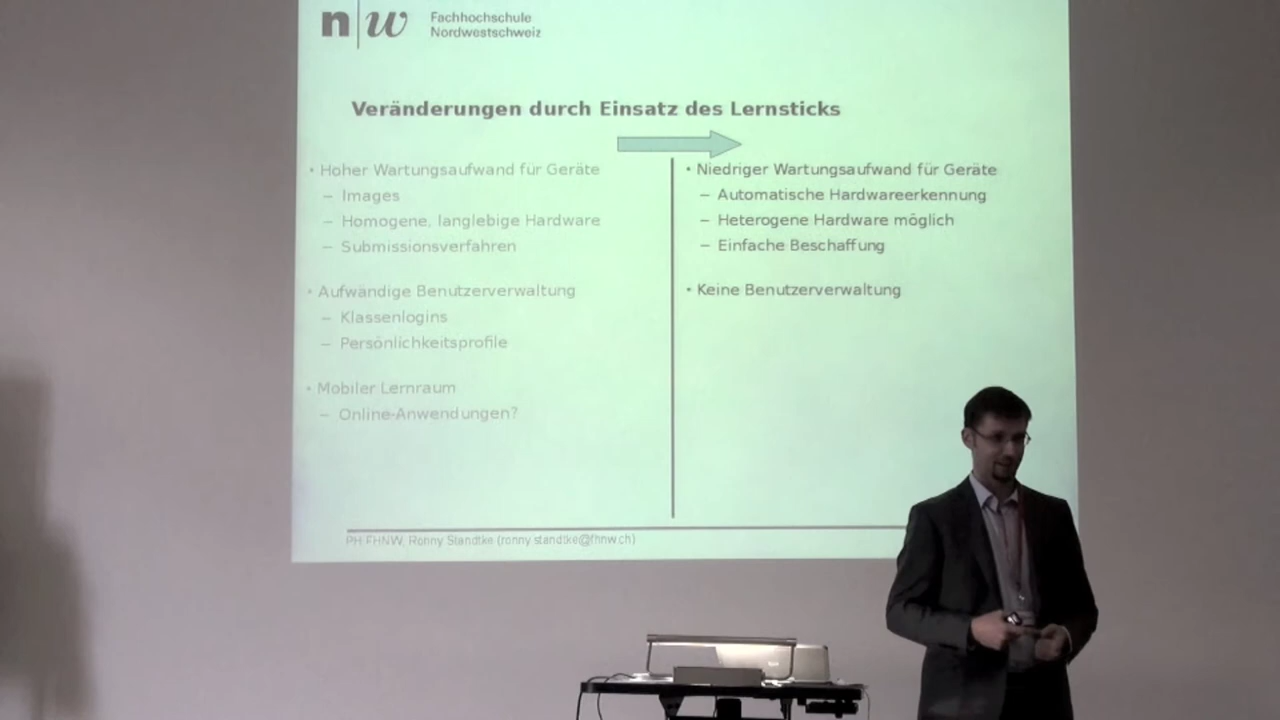 n|w Fachhochschule
Nordwestschweiz
Veränderungen durch Einsatz des Lernsticks
• Hoher Wartungsaufwand für Geräte
– Images
– Homogene, langlebige Hardware
– Submissionsverfahren
• Aufwändige Benutzerverwaltung
– Klassenlogins
– Persönlichkeitsprofile
• Mobiler Lernraum
– Online-Anwendungen?
• Niedriger Wartungsaufwand für Geräte
– Automatische Hardwareerkennung
– Heterogene Hardware möglich
– Einfache Beschaffung
• Keine Benutzerverwaltung
PH FHNW, Ronny Standtke (ronny.standtke@fhnw.ch)